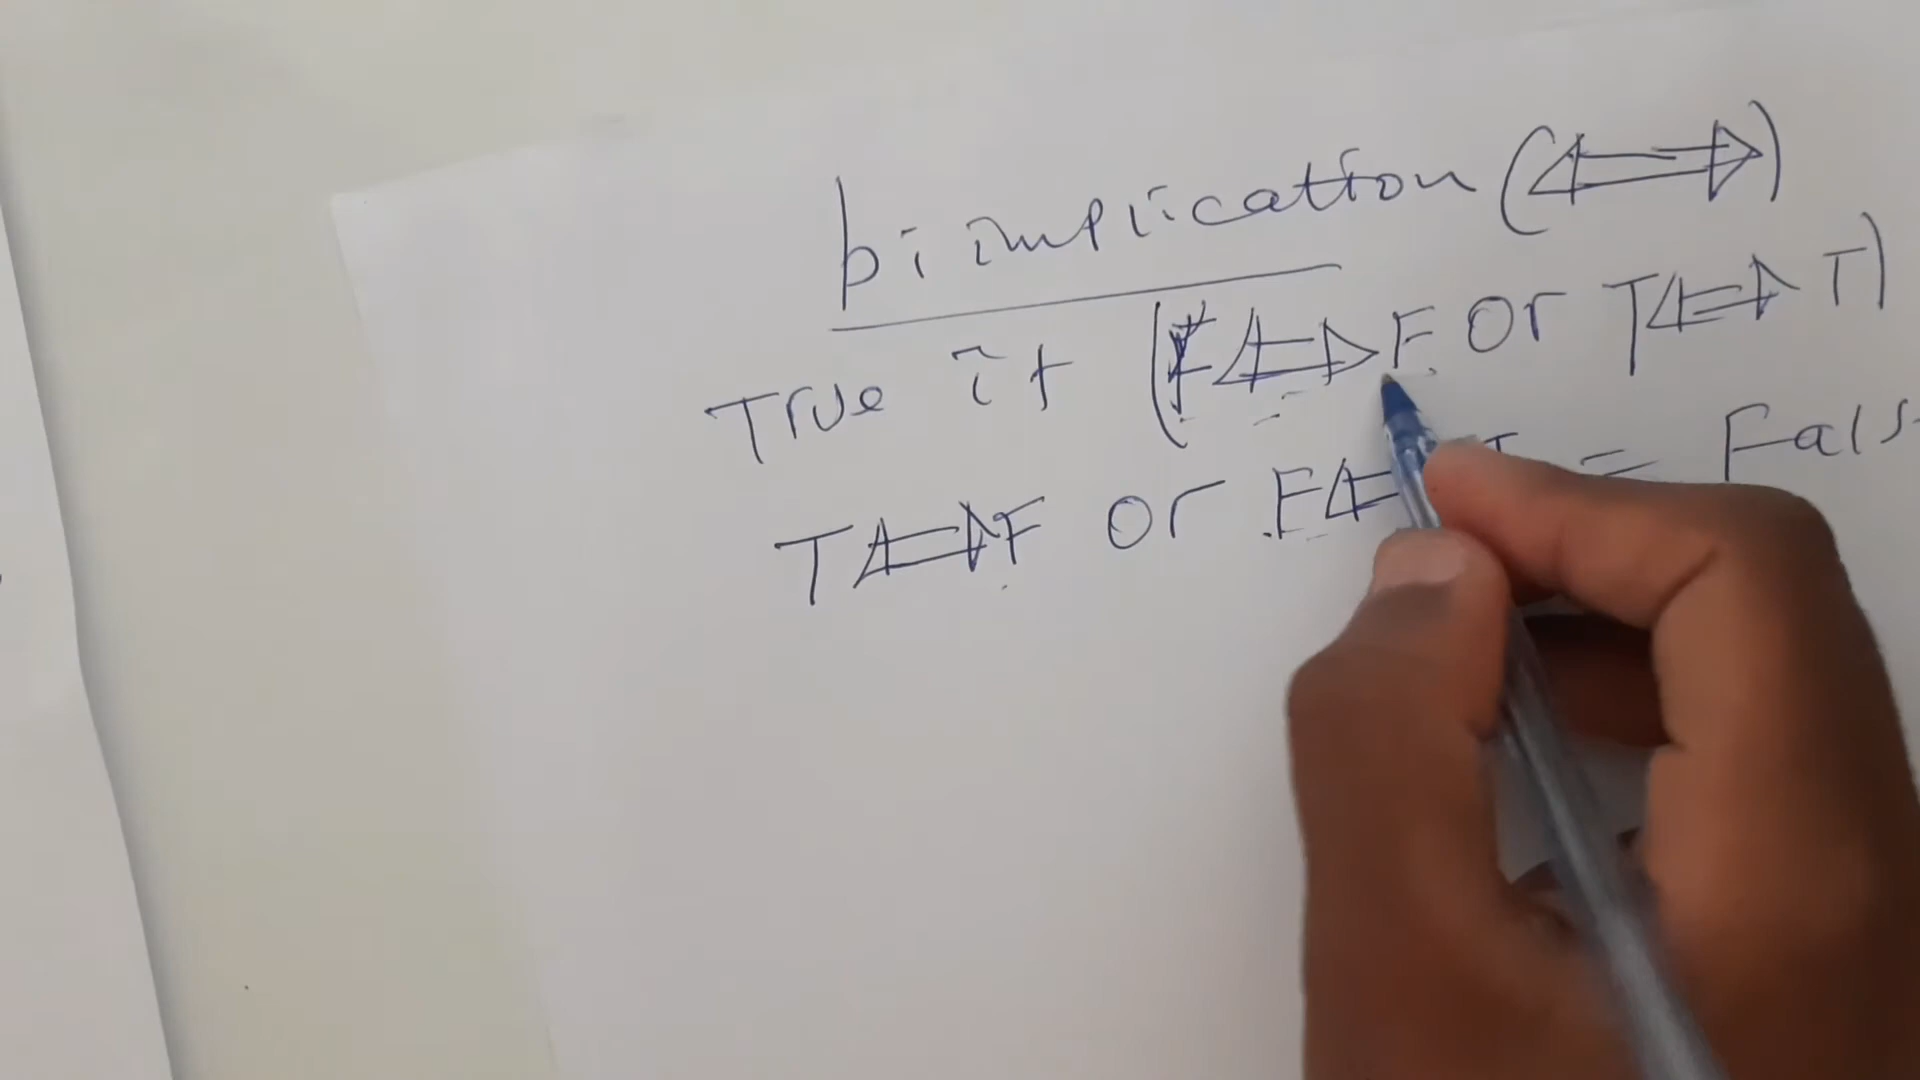 bi implication (⟺)
True if (F⟺F or T⟺T)
T⟺F or F⟺ T = Fals